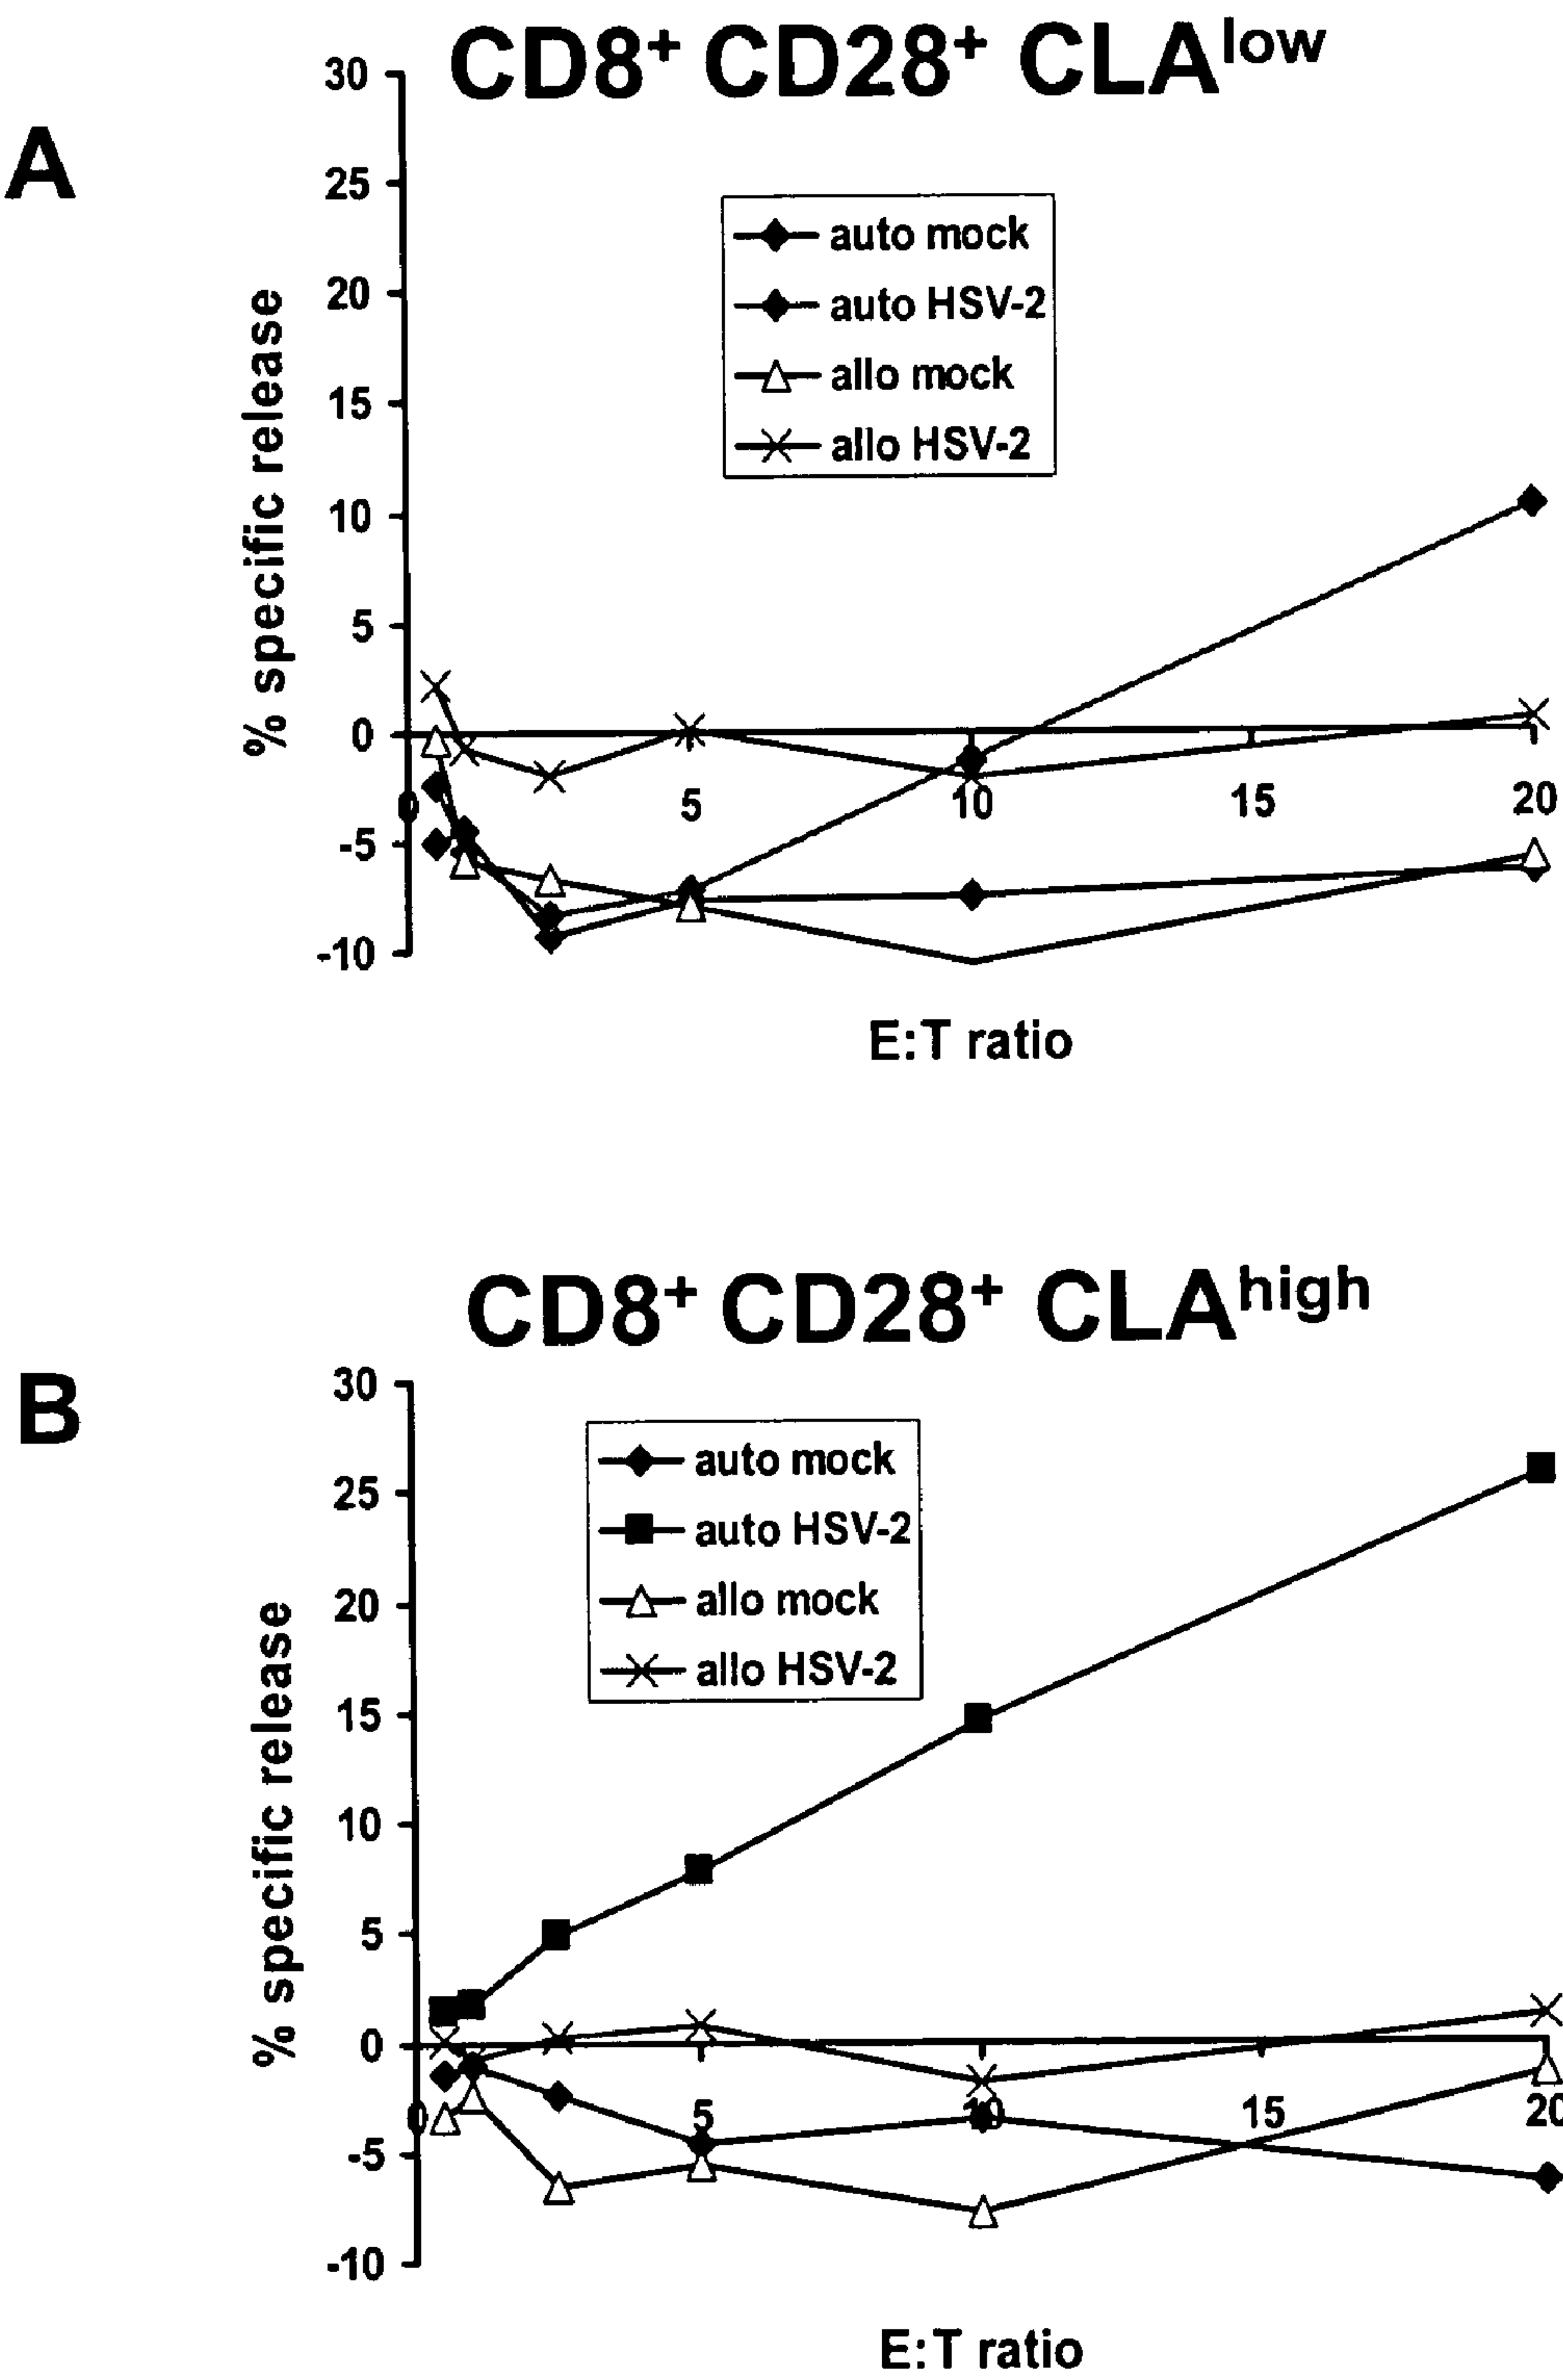 CD8+ CD28+ CLAlow
A
30
25
20
15
10
5
0
-5
-10
% specific release
auto mock
auto HSV-2
allo mock
allo HSV-2
0 5 10 15 20
E:T ratio
CD8+ CD28+ CLAhigh
B
30
25
20
15
10
5
0
-5
-10
% specific release
auto mock
auto HSV-2
allo mock
allo HSV-2
0 5 10 15 20
E:T ratio